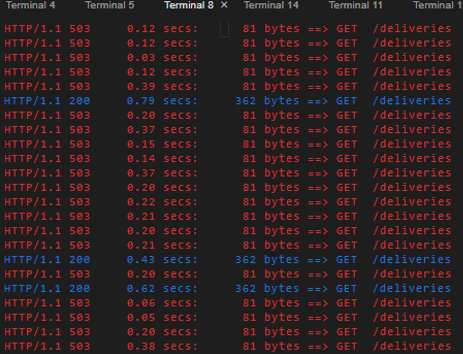 Terminal 4 Terminal 5 Terminal 8 × Terminal 14 Terminal 11 Terminal 1
HTTP/1.1 503 0.12 secs: 81 bytes ==> GET /deliveries
HTTP/1.1 503 0.12 secs: 81 bytes ==> GET /deliveries
HTTP/1.1 503 0.03 secs: 81 bytes ==> GET /deliveries
HTTP/1.1 503 0.12 secs: 81 bytes ==> GET /deliveries
HTTP/1.1 503 0.39 secs: 81 bytes ==> GET /deliveries
HTTP/1.1 200 0.79 secs: 362 bytes ==> GET /deliveries
HTTP/1.1 503 0.20 secs: 81 bytes ==> GET /deliveries
HTTP/1.1 503 0.37 secs: 81 bytes ==> GET /deliveries
HTTP/1.1 503 0.15 secs: 81 bytes ==> GET /deliveries
HTTP/1.1 503 0.14 secs: 81 bytes ==> GET /deliveries
HTTP/1.1 503 0.37 secs: 81 bytes ==> GET /deliveries
HTTP/1.1 503 0.20 secs: 81 bytes ==> GET /deliveries
HTTP/1.1 503 0.22 secs: 81 bytes ==> GET /deliveries
HTTP/1.1 503 0.21 secs: 81 bytes ==> GET /deliveries
HTTP/1.1 503 0.20 secs: 81 bytes ==> GET /deliveries
HTTP/1.1 503 0.21 secs: 81 bytes ==> GET /deliveries
HTTP/1.1 200 0.43 secs: 362 bytes ==> GET /deliveries
HTTP/1.1 503 0.20 secs: 81 bytes ==> GET /deliveries
HTTP/1.1 200 0.62 secs: 362 bytes ==> GET /deliveries
HTTP/1.1 503 0.06 secs: 81 bytes ==> GET /deliveries
HTTP/1.1 503 0.05 secs: 81 bytes ==> GET /deliveries
HTTP/1.1 503 0.20 secs: 81 bytes ==> GET /deliveries
HTTP/1.1 503 0.38 secs: 81 bytes ==> GET /deliveries